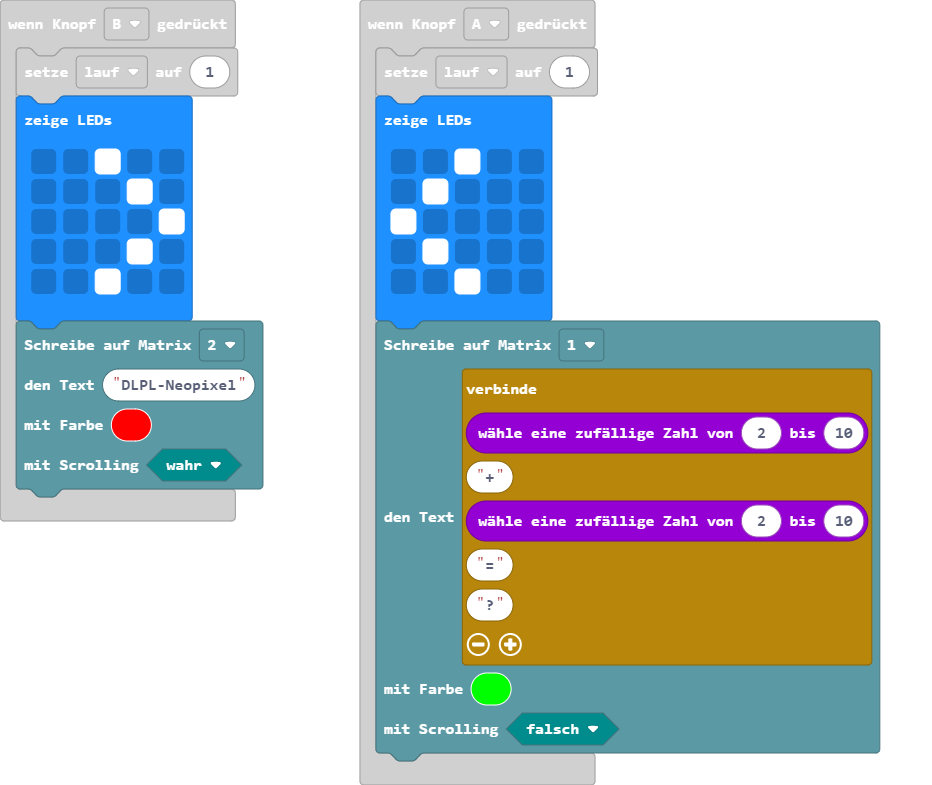 wenn Knopf B gedrückt
setze lauf auf 1
zeige LEDs
Schreibe auf Matrix 2
den Text "DLPL-Neopixel"
mit Farbe
mit Scrolling wahr
wenn Knopf A gedrückt
setze lauf auf 1
zeige LEDs
Schreibe auf Matrix 1
verbinde
wähle eine zufällige Zahl von 2 bis 10
"+"
den Text wähle eine zufällige Zahl von 2 bis 10
"="
"?"
mit Farbe
mit Scrolling falsch